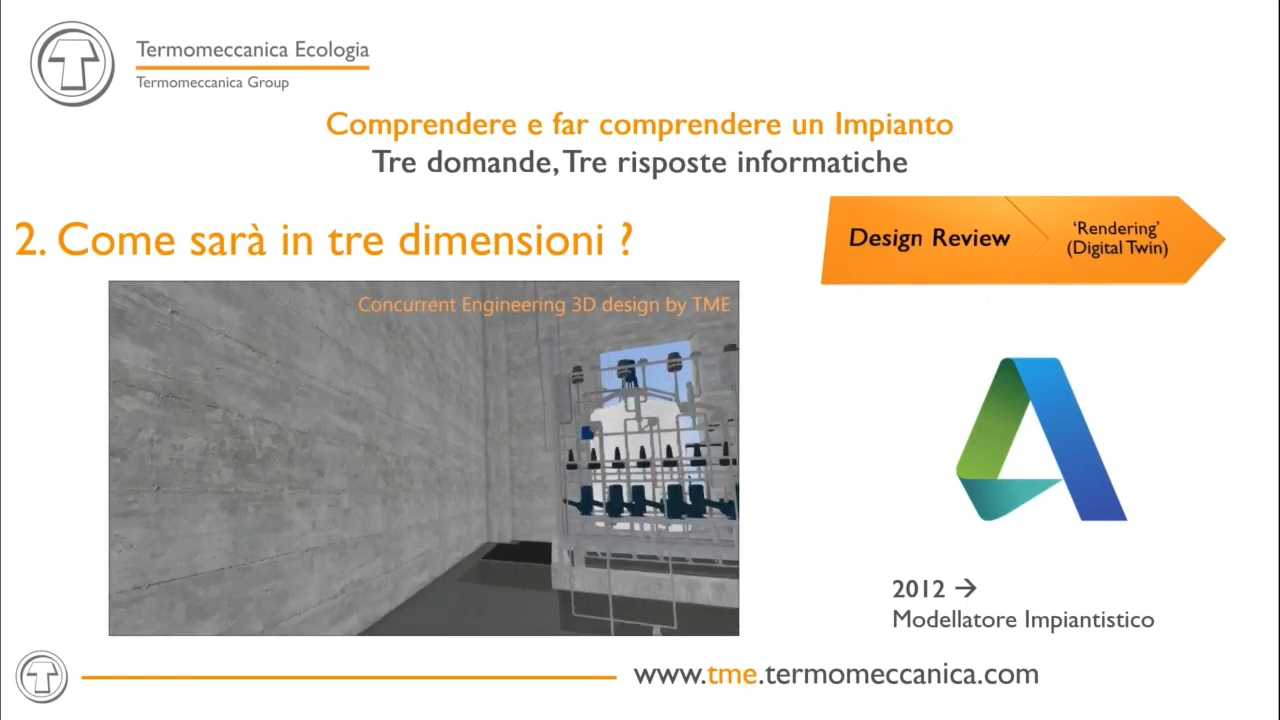 Termomeccanica Ecologia
Termomeccanica Group
Comprendere e far comprendere un Impianto
Tre domande, Tre risposte informatiche
2. Come sarà in tre dimensioni ?
Design Review
‘Rendering’
(Digital Twin)
Concurrent Engineering 3D design by TME
2012 →
Modellatore Impiantistico
www.tme.termomeccanica.com